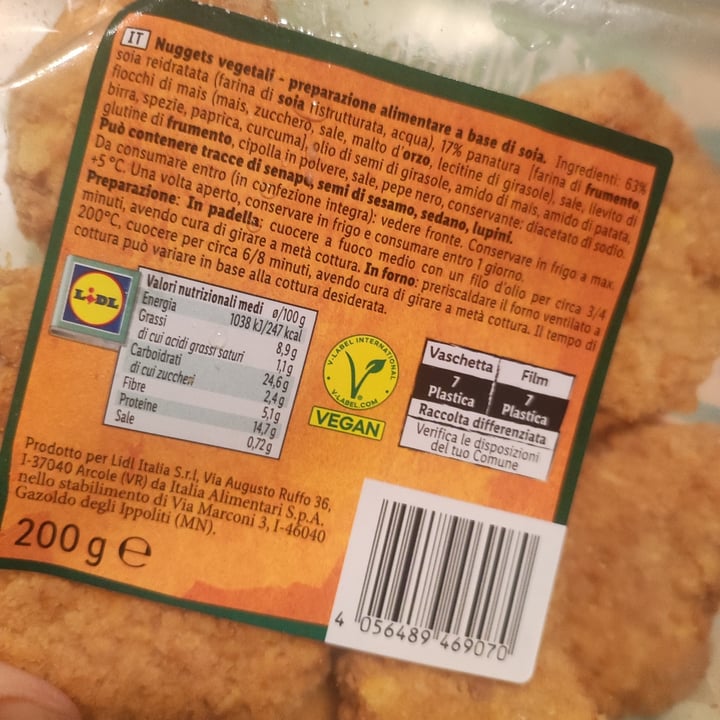 IT Nuggets vegetali - preparazione alimentare a base di soia. Ingredienti: 63%
soia reidratata (farina di soia ristrutturata, acqua), 17% panatura [farina di frumento,
fiocchi di mais (mais, zucchero, sale, malto d'orzo, lecitine di girasole), sale, lievito di
birra, spezie, paprica, curcuma], olio di semi di girasole, amido di mais, amido di patata,
glutine di frumento, cipolla in polvere, sale, pepe nero, conservante: diacetato di sodio.
Può contenere tracce di senape, semi di sesamo, sedano, lupini.
Da consumare entro (in confezione integra): vedere fronte. Conservare in frigo a max.
+5 °C. Una volta aperto, conservare in frigo e consumare entro 1 giorno.
Preparazione: In padella: cuocere a fuoco medio con un filo d'olio per circa 3/4
minuti, avendo cura di girare a metà cottura. In forno: preriscaldare il forno ventilato a
200°C, cuocere per circa 6/8 minuti, avendo cura di girare a metà cottura. Il tempo di
cottura può variare in base alla cottura desiderata.
LIDL
Valori nutrizionali medi ø/100 g
Energia 1038 kJ/247 kcal
Grassi 8,9 g
di cui acidi grassi saturi 1,1 g
Carboidrati 24,6 g
di cui zuccheri 2,4 g
Fibre 5,1 g
Proteine 14,7 g
Sale 0,72 g
V-LABEL INTERNATIONAL
V-LABEL.COM
VEGAN
Vaschetta Film
7 7
Plastica Plastica
Raccolta differenziata
Verifica le disposizioni
del tuo Comune
Prodotto per Lidl Italia S.r.l, Via Augusto Ruffo 36,
I-37040 Arcole (VR) da Italia Alimentari S.p.A.
nello stabilimento di Via Marconi 3, I-46040
Gazoldo degli Ippoliti (MN).
200 g e
4 056489 469070